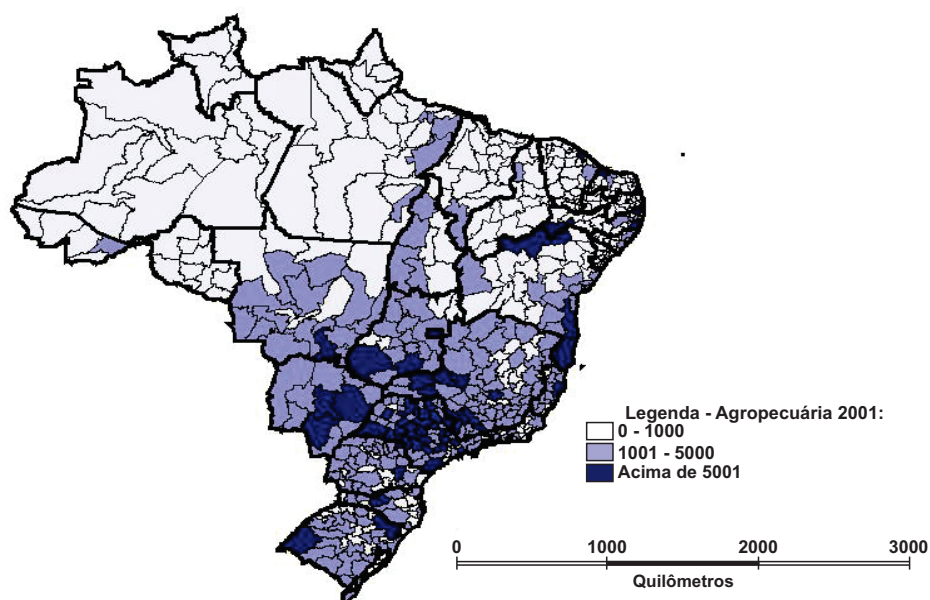 Legenda - Agropecuária 2001:
0 - 1000
1001 - 5000
Acima de 5001
0 1000 2000 3000
Quilômetros